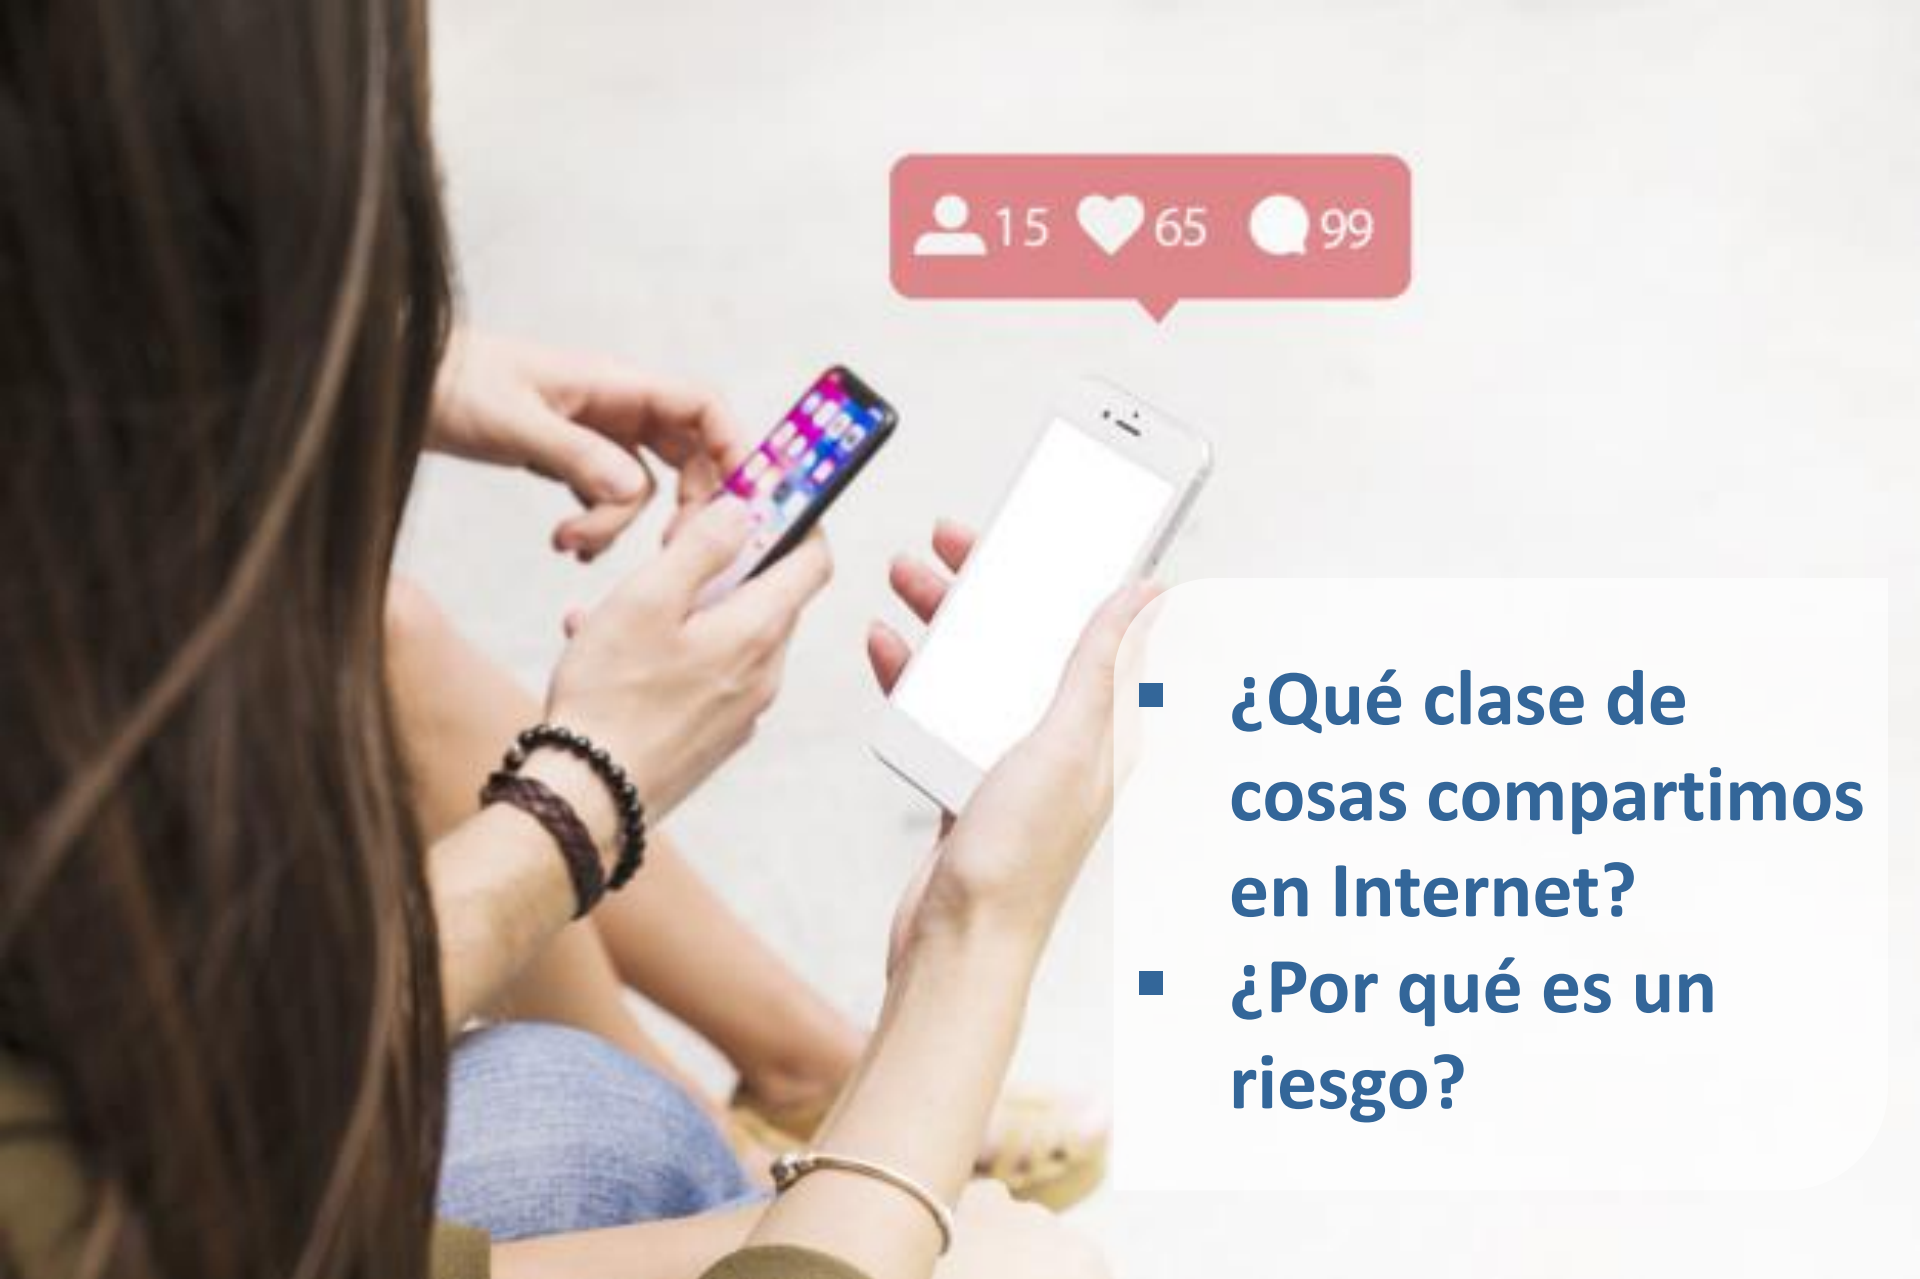 15 65 99
▪ ¿Qué clase de
cosas compartimos
en Internet?
▪ ¿Por qué es un
riesgo?